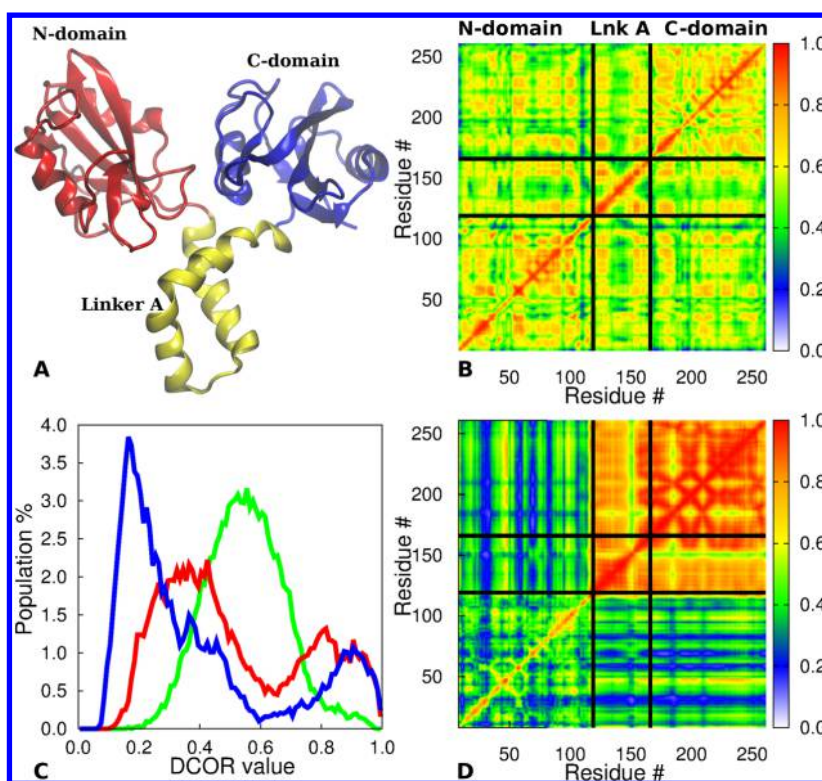 N-domain
C-domain
Linker A
A
N-domain Lnk A C-domain
250
200
150
100
50
Residue #
50 100 150 200 250
Residue #
1.0
0.8
0.6
0.4
0.2
0.0
B
4.0
3.5
3.0
2.5
2.0
1.5
1.0
0.5
0.0
Population %
0.0 0.2 0.4 0.6 0.8 1.0
DCOR value
C
250
200
150
100
50
Residue #
50 100 150 200 250
Residue #
1.0
0.8
0.6
0.4
0.2
0.0
D